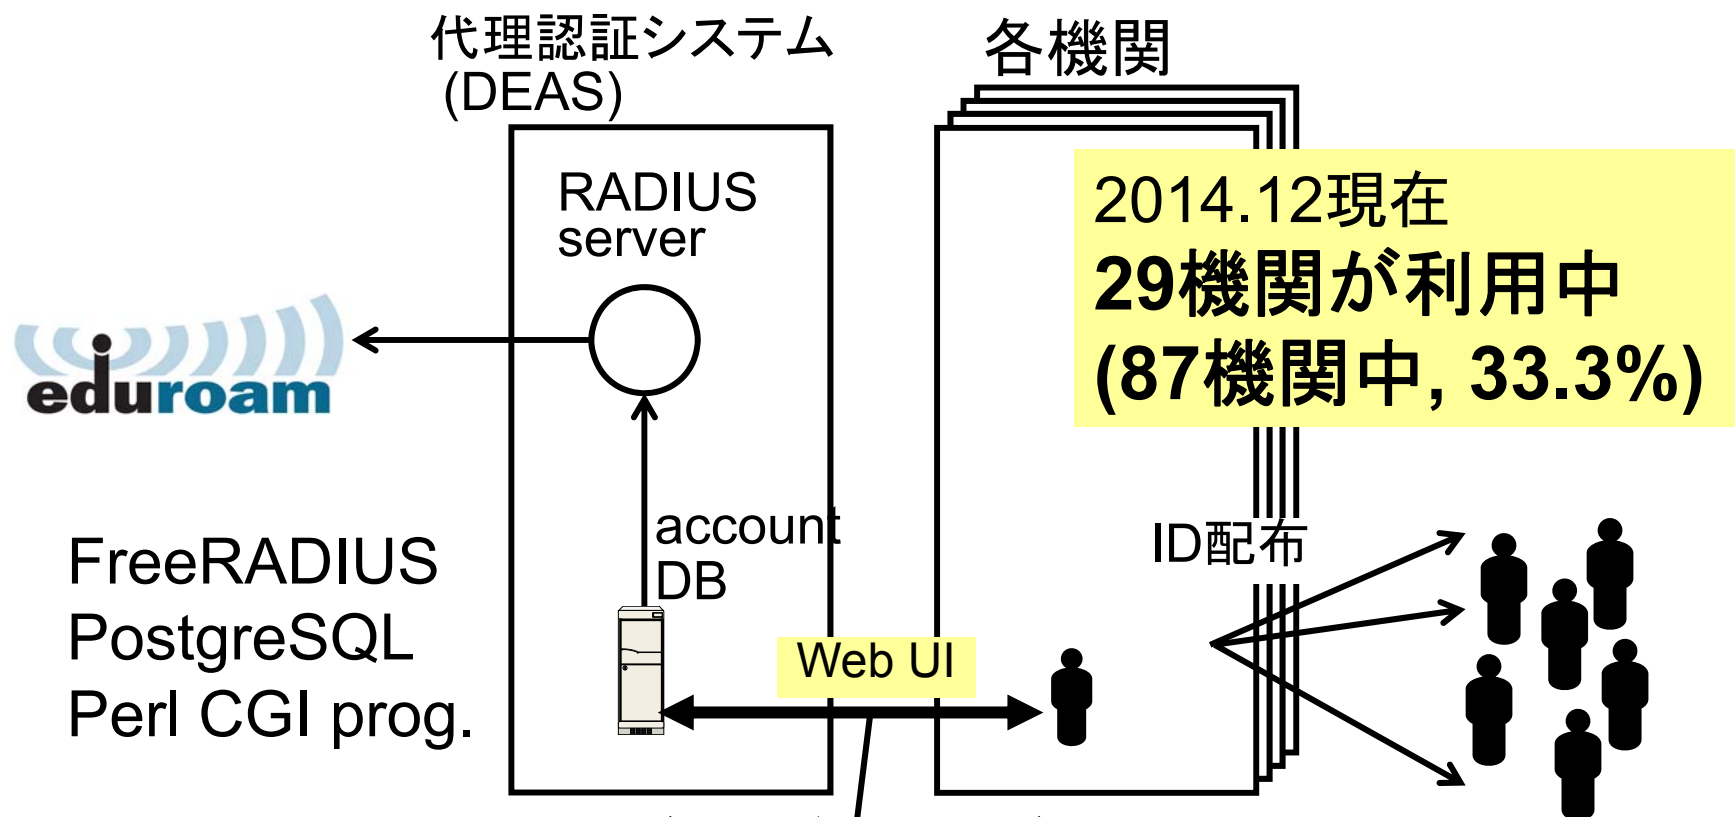 代理認証システム
(DEAS)
各機関
RADIUS
server
2014.12現在
29機関が利用中
(87機関中, 33.3%)
eduroam
account
DB
ID配布
FreeRADIUS
PostgreSQL
Perl CGI prog.
Web UI